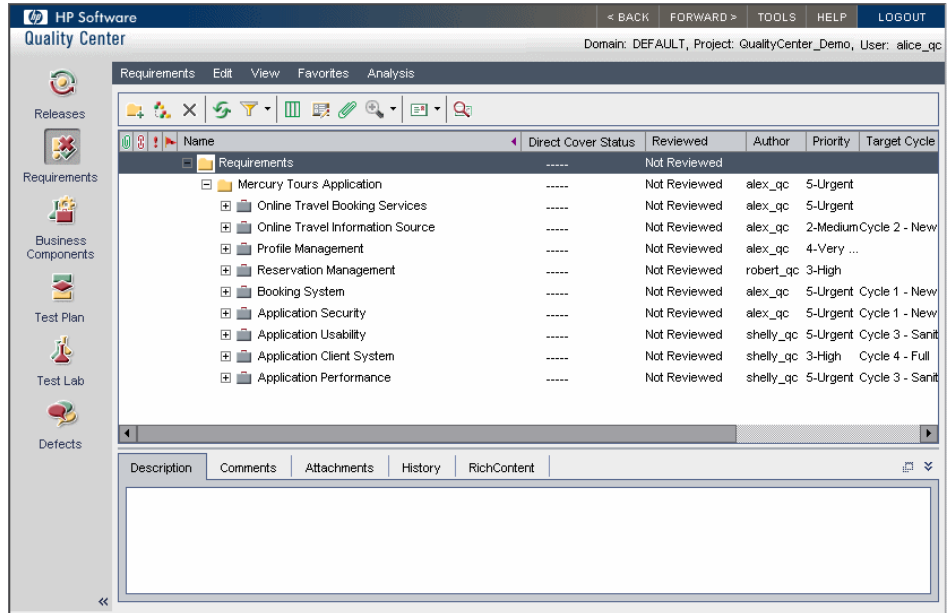 hp HP Software
< BACK FORWARD > TOOLS HELP LOGOUT
Quality Center
Domain: DEFAULT, Project: QualityCenter_Demo, User: alice_qc
Requirements Edit View Favorites Analysis
Releases
Requirements
Business Components
Test Plan
Test Lab
Defects
Name Direct Cover Status Reviewed Author Priority Target Cycle
Requirements ----- Not Reviewed
Mercury Tours Application ----- Not Reviewed alex_qc 5-Urgent
Online Travel Booking Services ----- Not Reviewed alex_qc 5-Urgent
Online Travel Information Source ----- Not Reviewed alex_qc 2-Medium Cycle 2 - New
Profile Management ----- Not Reviewed alex_qc 4-Very ...
Reservation Management ----- Not Reviewed robert_qc 3-High
Booking System ----- Not Reviewed alex_qc 5-Urgent Cycle 1 - New
Application Security ----- Not Reviewed alex_qc 5-Urgent Cycle 1 - New
Application Usability ----- Not Reviewed shelly_qc 5-Urgent Cycle 3 - Sanit
Application Client System ----- Not Reviewed shelly_qc 3-High Cycle 4 - Full
Application Performance ----- Not Reviewed shelly_qc 5-Urgent Cycle 3 - Sanit
Description Comments Attachments History RichContent